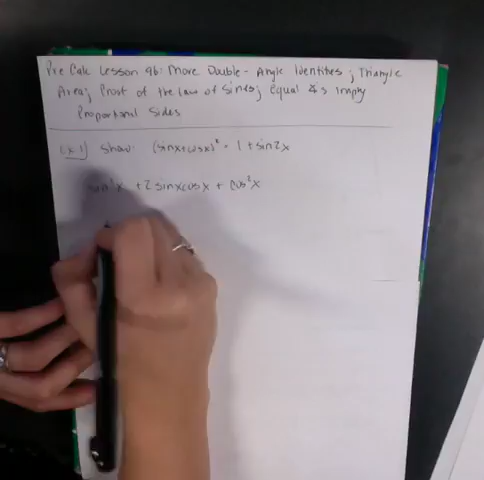 Pre Calc Lesson 96: More Double-Angle Identities; Triangle
Area; Proof of the law of sines; equal ∡s imply
Proportional Sides
Ex 1) Show: (sinx+cosx)² = 1 + sin2x
sin²x + 2 sinxcosx + cos²x